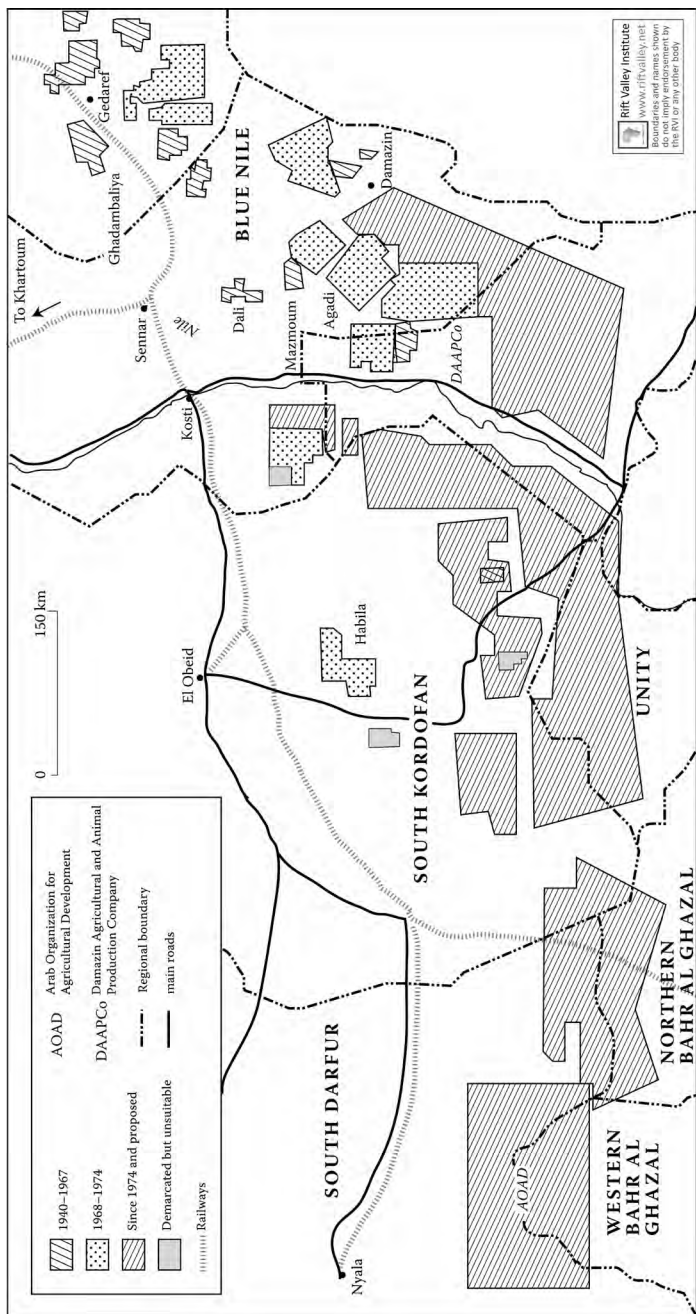 1940–1967
1968–1974
Since 1974 and proposed
Demarcated but unsuitable
Railways
AOAD
Arab Organization for
Agricultural Development
DAAPCo
Damazin Agricultural and Animal
Production Company
Regional boundary
main roads
0
150 km
To Khartoum
Sennar
Nile
Kosti
El Obeid
Ghadambaliya
Gedaref
BLUE NILE
Dali
Mazmoum
Agadi
Damazin
DAAPCo
Habila
SOUTH KORDOFAN
UNITY
SOUTH DARFUR
Nyala
AOAD
WESTERN
BAHR AL
GHAZAL
NORTHERN
BAHR AL GHAZAL
Rift Valley Institute
www.riftvalley.net
Boundaries and names shown
do not imply endorsement by
the RVI or any other body